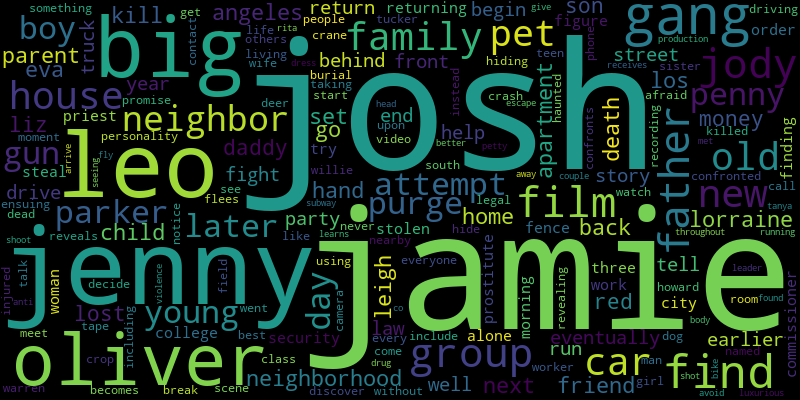 something kill angeles return returning begin son figure people tucker get driving
boy big truck contact life others rita crane give order
parent eva living wife family pet gang production
house year behind front hiding street receives sister
priest promise deer burial taking instead teen phone los jody
liz moment neighbor set start crash escape afraid penny
personality daddy go end upon head haunted money finding
gun steal leo try video better apartment death recording killed met
arrive seeing fly see fight help south confronts old
drive willie hand attempt petty story confronted call
ensuing parker flees dress purge away couple watch new tanya
dead notice later subway film father lorraine
reveals child party never stolen legal home fence back throughout running
shoot like learns nearby hide everyone three tell
jenny josh jamie
talk woman field day using leigh prostitute morning revealing work howard leader
injured anti decide violence camera co red city room found
lost young went law alone eventually body earlier
meet tape college best security every include run dog shot bike
oliver crop including class group car man find commissioner
neighborhood come drug well next worker friend girl named
warren becomes break scene discover without avoid luxurious